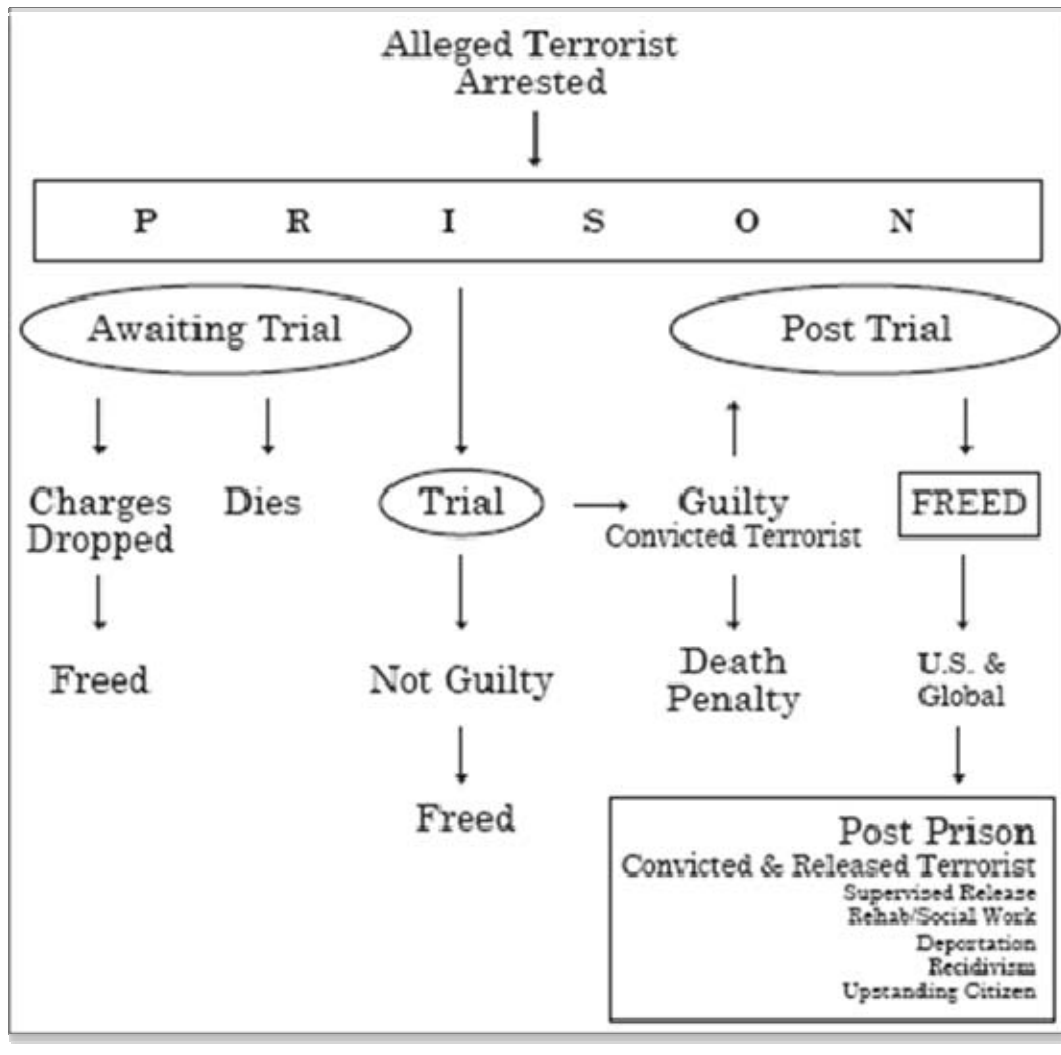 Alleged Terrorist
Arrested
P R I S O N
Awaiting Trial
Post Trial
Charges
Dropped
Dies
Trial
Guilty
Convicted Terrorist
FREED
Freed
Not Guilty
Death
Penalty
U.S. &
Global
Freed
Post Prison
Convicted & Released Terrorist
Supervised Release
Rehab/Social Work
Deportation
Recidivism
Upstanding Citizen